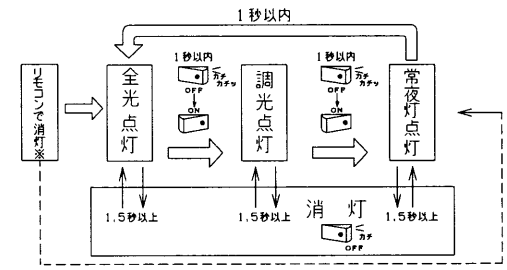 1秒以内
リモコンで消灯※
全光点灯
1秒以内
カチ
カチッ
OFF
ON
調光点灯
1秒以内
カチ
カチッ
OFF
ON
常夜灯点灯
1.5秒以上
1.5秒以上
消灯
カチ
OFF
1.5秒以上